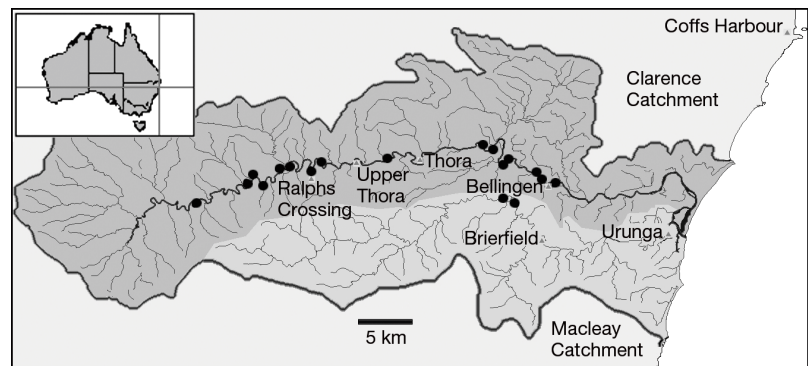 Coffs Harbour
Clarence
Catchment
Thora
Upper
Thora
Ralphs
Crossing
Bellingen
Brierfield
Urunga
5 km
Macleay
Catchment